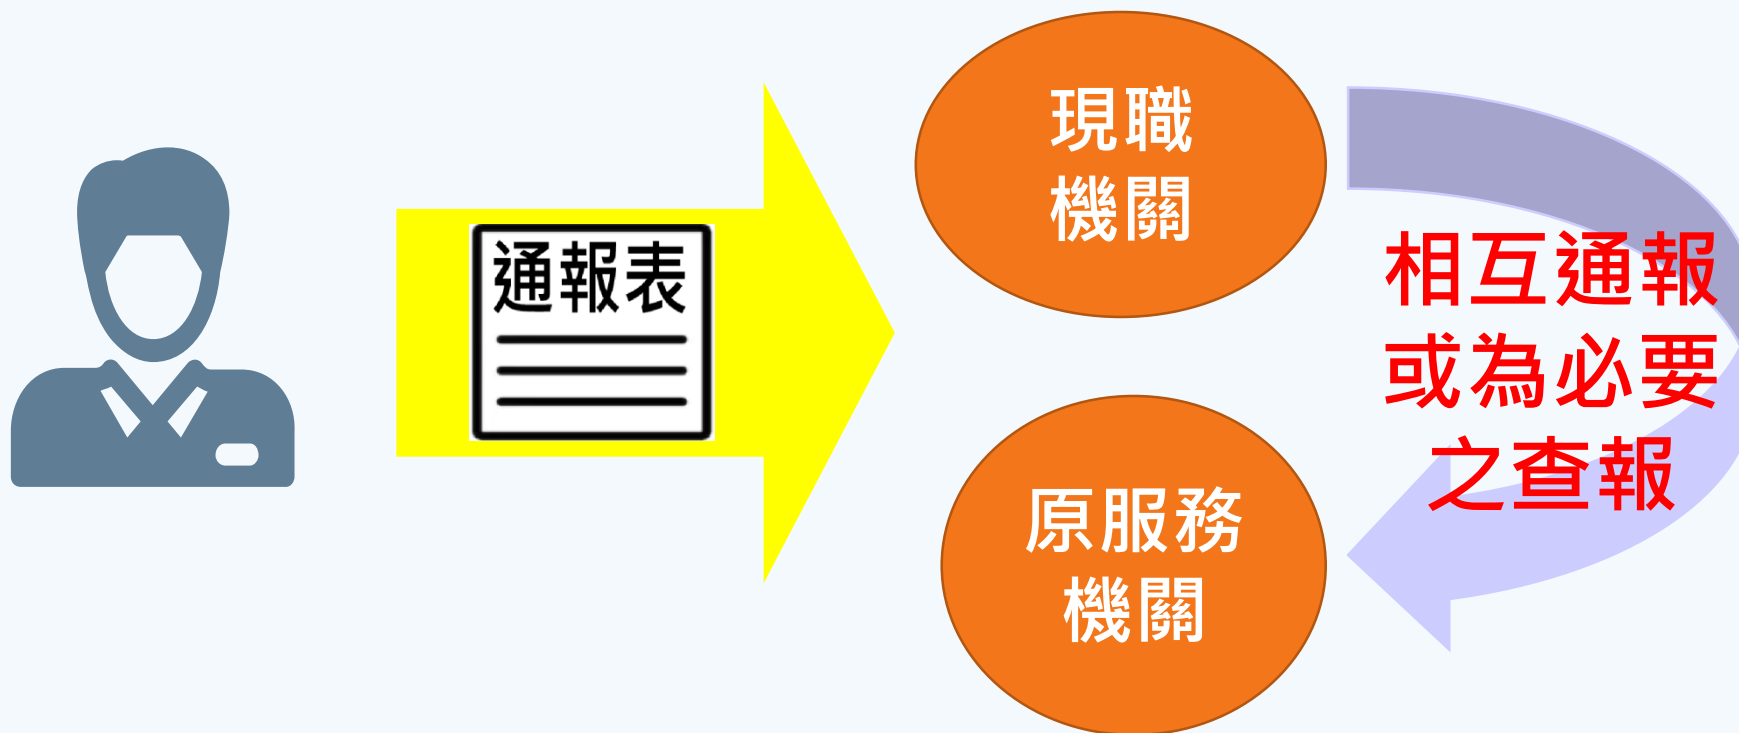 通報表
現職
機關
原服務
機關
相互通報
或為必要
之查報